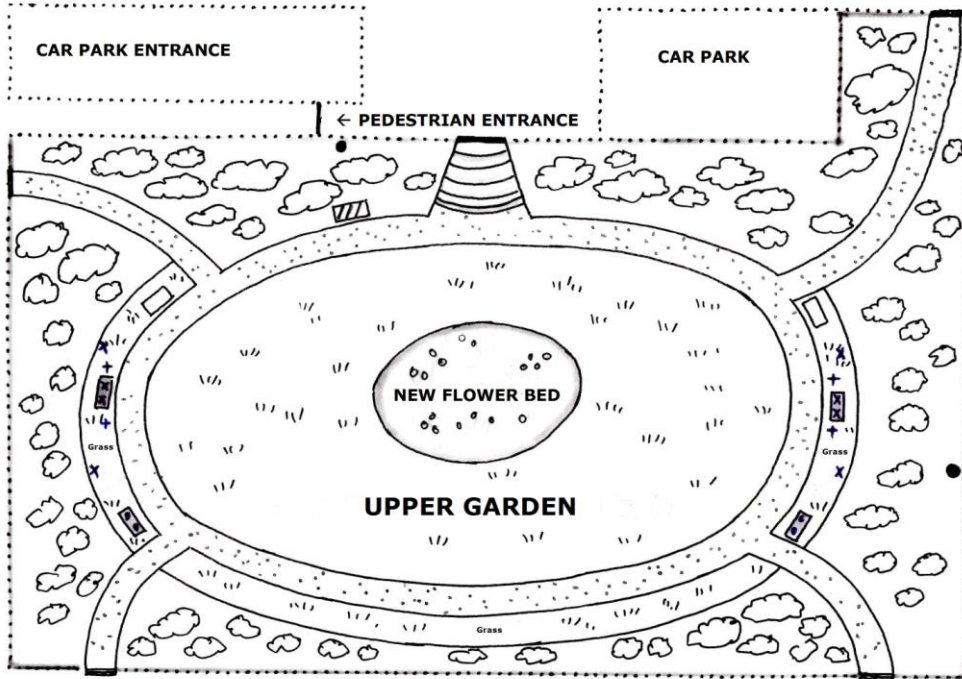 CAR PARK ENTRANCE
CAR PARK
← PEDESTRIAN ENTRANCE
NEW FLOWER BED
Grass
Grass
UPPER GARDEN
Grass